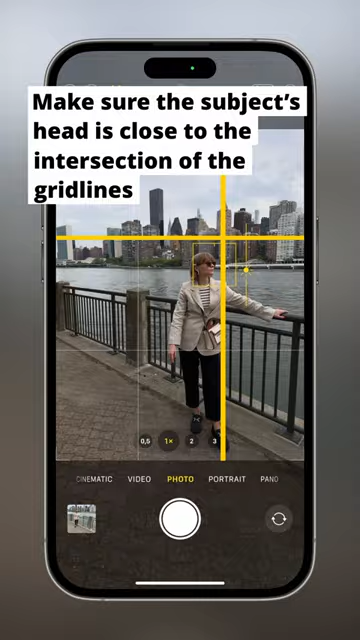 Make sure the subject's
head is close to the
intersection of the
gridlines
0,5 1× 2 3
CINEMATIC VIDEO PHOTO PORTRAIT PANO